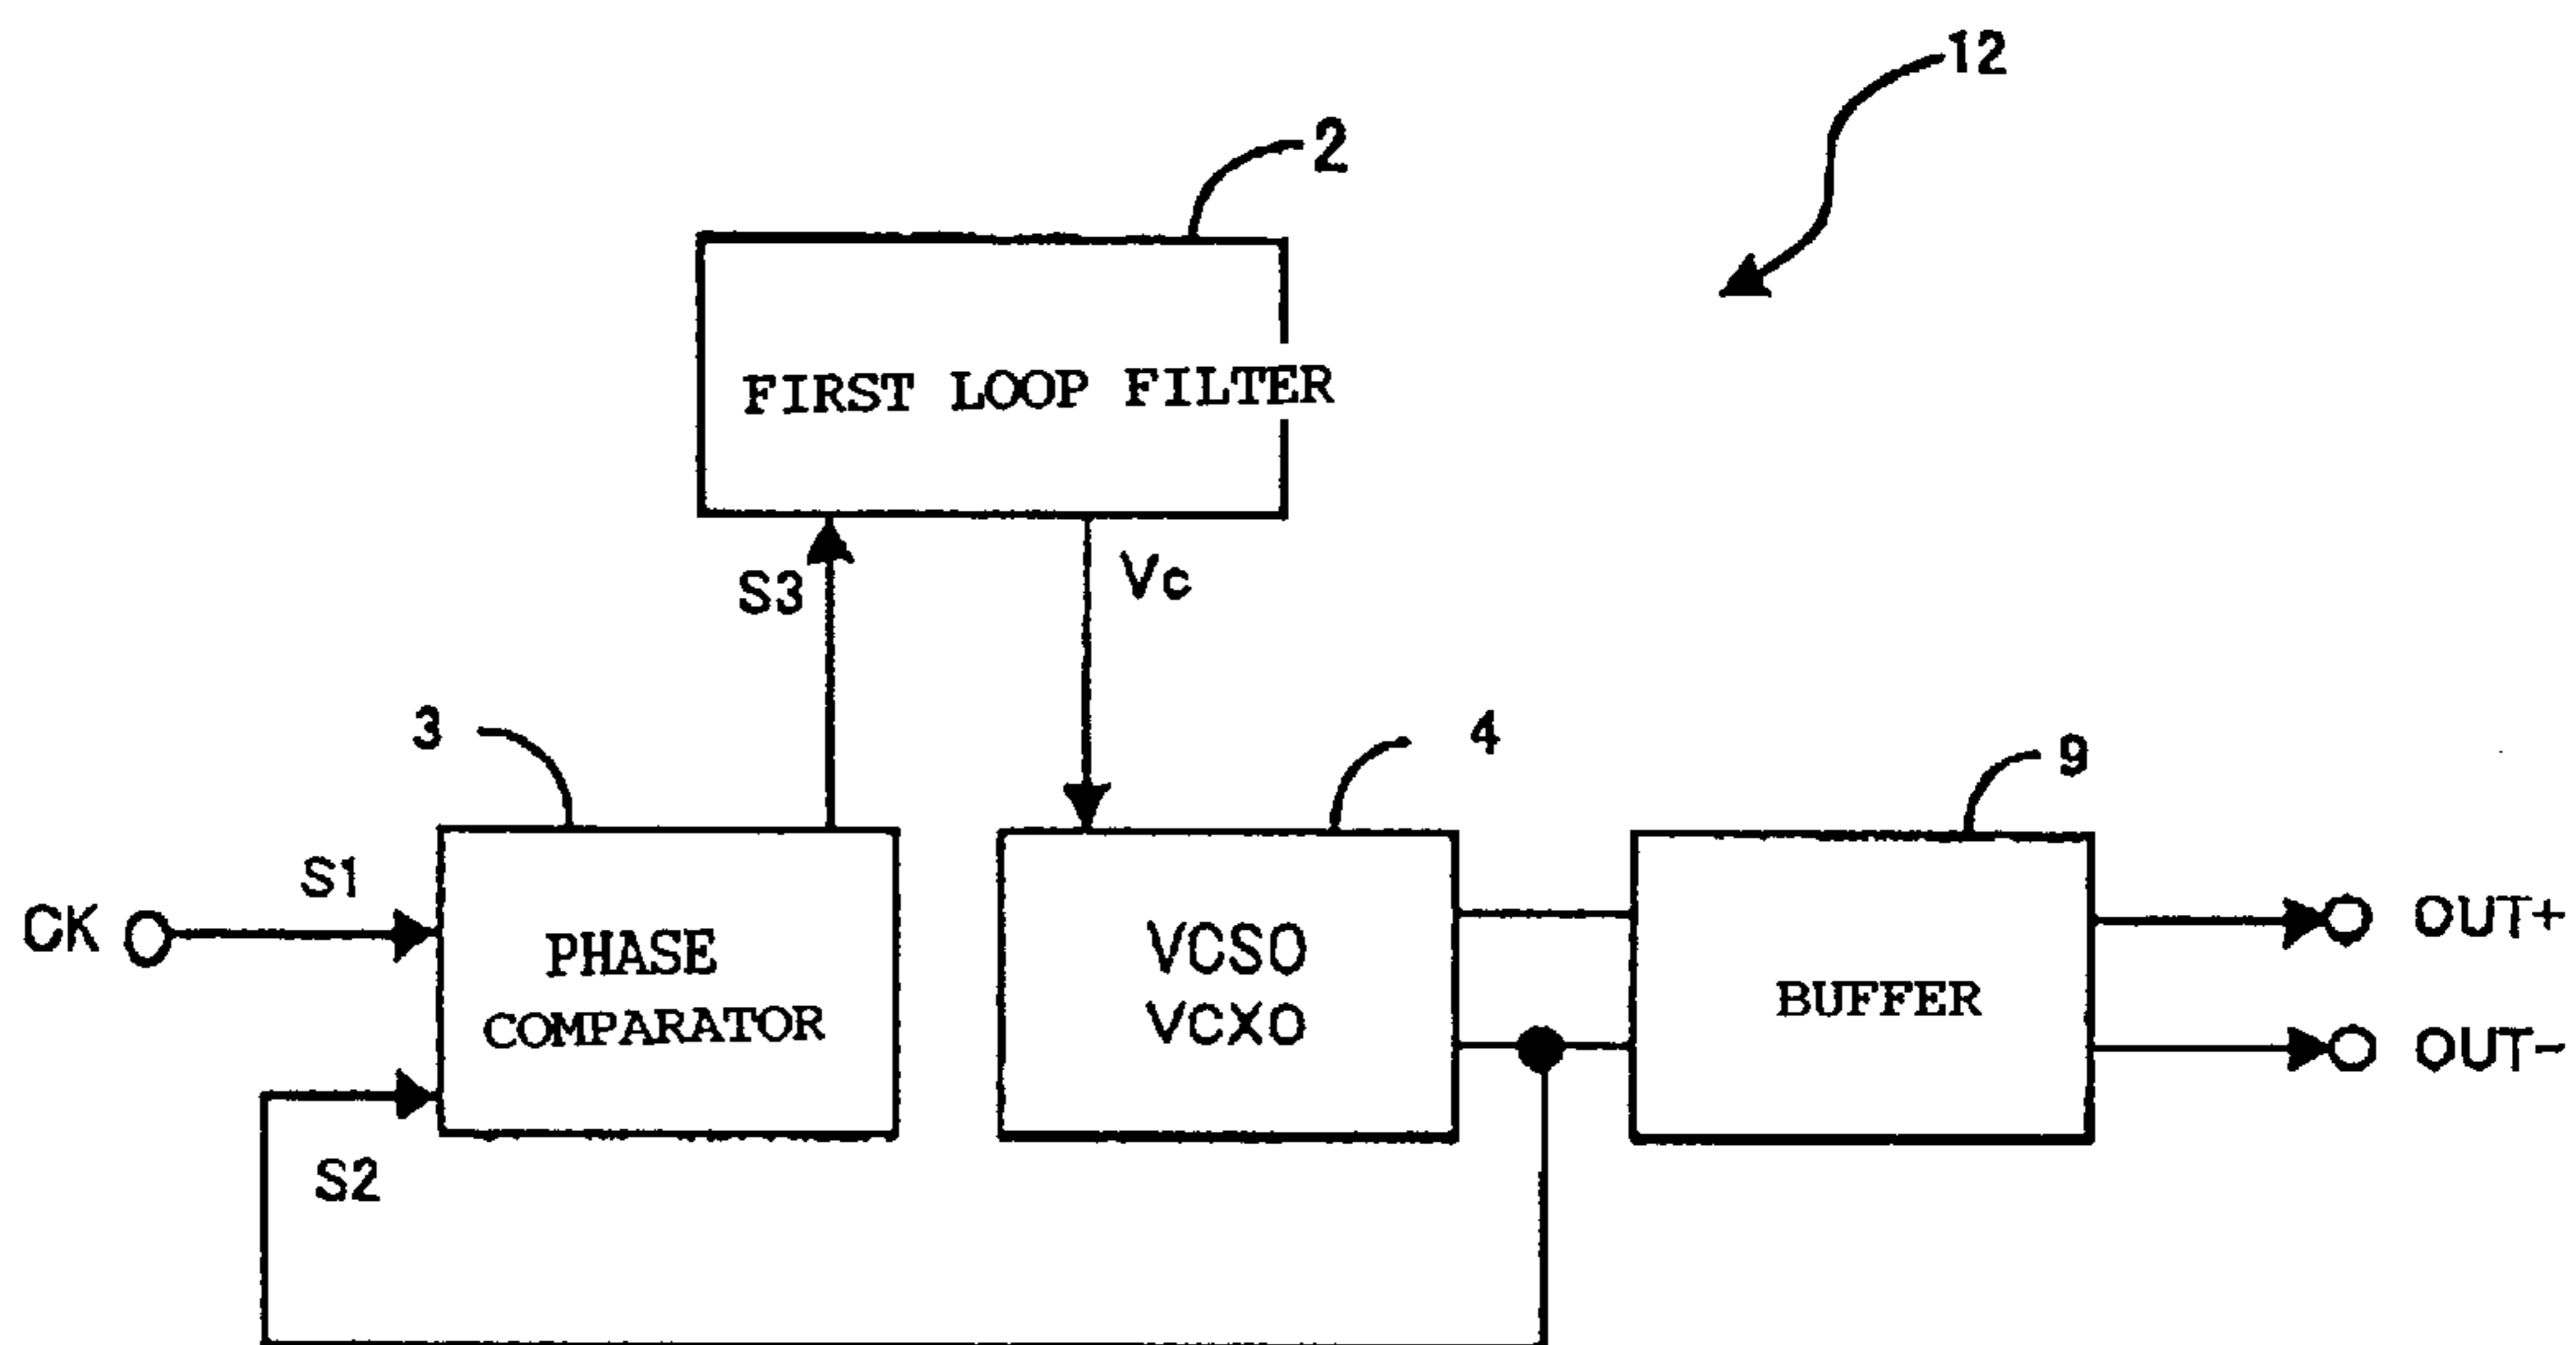 12
2
FIRST LOOP FILTER
S3
Vc
3
4
9
CK
S1
PHASE
COMPARATOR
VCSO
VCXO
BUFFER
OUT+
OUT-
S2